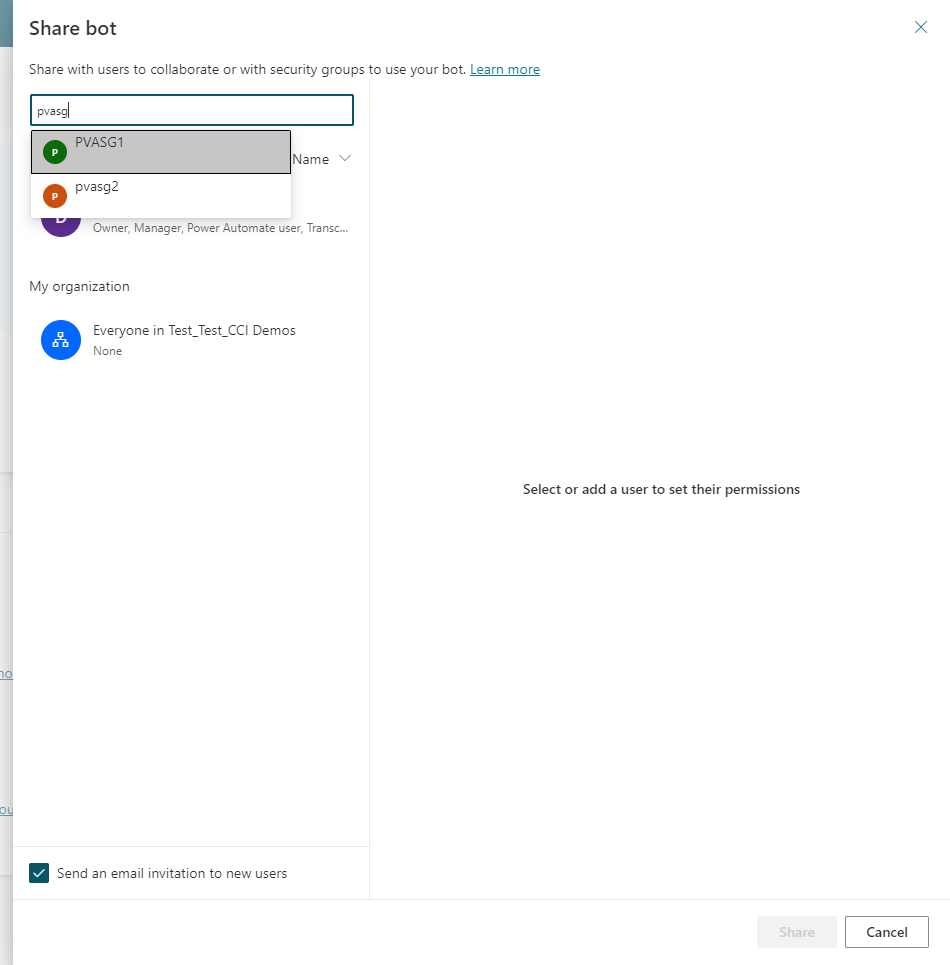 Share bot
Share with users to collaborate or with security groups to use your bot. Learn more
pvasg
P PVASG1
Name
P pvasg2
Owner, Manager, Power Automate user, Transc...
My organization
Everyone in Test_Test_CCI Demos
None
Select or add a user to set their permissions
Send an email invitation to new users
Share Cancel